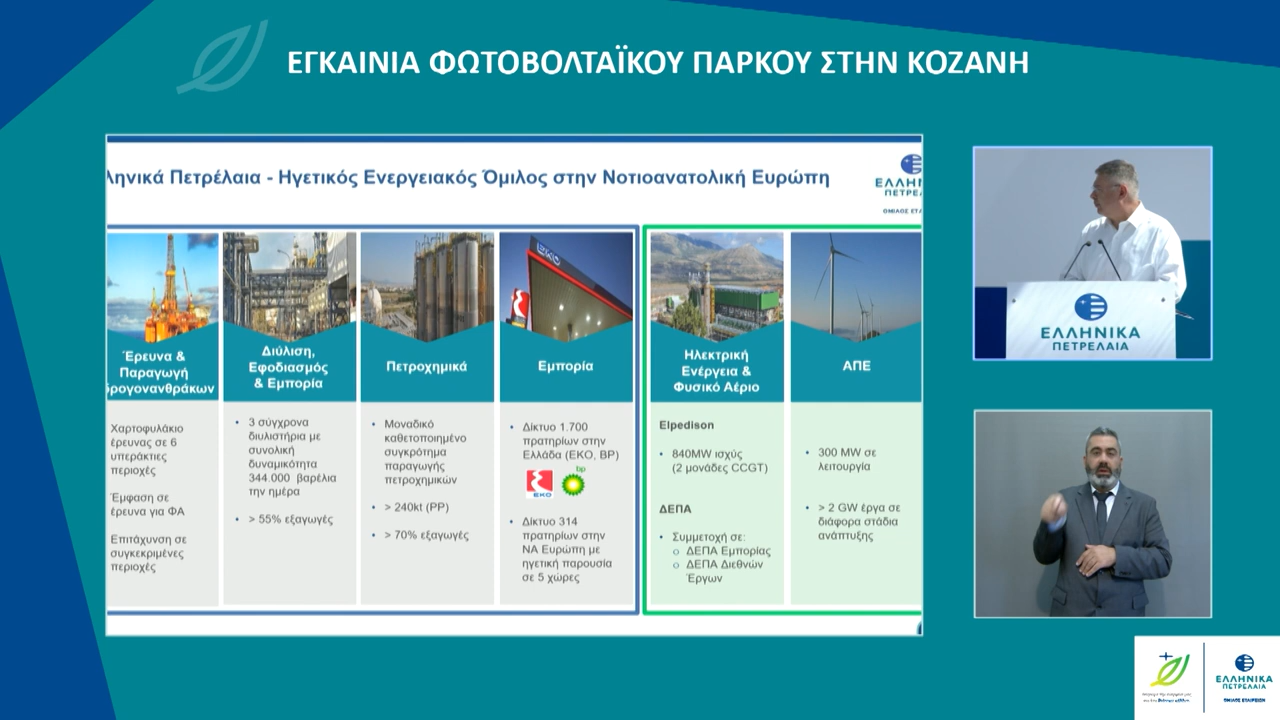 ΕΓΚΑΙΝΙΑ ΦΩΤΟΒΟΛΤΑΪΚΟΥ ΠΑΡΚΟΥ ΣΤΗΝ ΚΟΖΑΝΗ
ληνικά Πετρέλαια - Ηγετικός Ενεργειακός Όμιλος στην Νοτιοανατολική Ευρώπη
ΕΛΛΗΝΙ
ΠΕΤΡΕΛ
ΟΜΙΛΟΣ ΕΤΑ
Έρευνα &
Παραγωγή
δρογονανθράκων
Χαρτοφυλάκιο
έρευνας σε 6
υπεράκτιες
περιοχές
Έμφαση σε
έρευνα για ΦΑ
Επιτάχυνση σε
συγκεκριμένες
περιοχές
Διύλιση,
Εφοδιασμός
& Εμπορία
• 3 σύγχρονα
διυλιστήρια με
συνολική
δυναμικότητα
344.000 βαρέλια
την ημέρα
• > 55% εξαγωγές
Πετροχημικά
• Μοναδικό
καθετοποιημένο
συγκρότημα
παραγωγής
πετροχημικών
• > 240kt (PP)
• > 70% εξαγωγές
EKO
Εμπορία
• Δίκτυο 1.700
πρατηρίων στην
Ελλάδα (ΕΚΟ, BP)
EKO
bp
• Δίκτυο 314
πρατηρίων στην
ΝΑ Ευρώπη με
ηγετική παρουσία
σε 5 χώρες
Ηλεκτρική
Ενέργεια &
Φυσικό Αέριο
Elpedison
• 840MW ισχύς
(2 μονάδες CCGT)
ΔΕΠΑ
• Συμμετοχή σε:
o ΔΕΠΑ Εμπορίας
o ΔΕΠΑ Διεθνών
Έργων
ΑΠΕ
• 300 MW σε
λειτουργία
• > 2 GW έργα σε
διάφορα στάδια
ανάπτυξης
ΕΛΛΗΝΙΚΑ
ΠΕΤΡΕΛΑΙΑ
ΕΛΛΗΝΙΚΑ
ΠΕΤΡΕΛΑΙΑ
ΟΜΙΛΟΣ ΕΤΑΙΡΕΙΩΝ